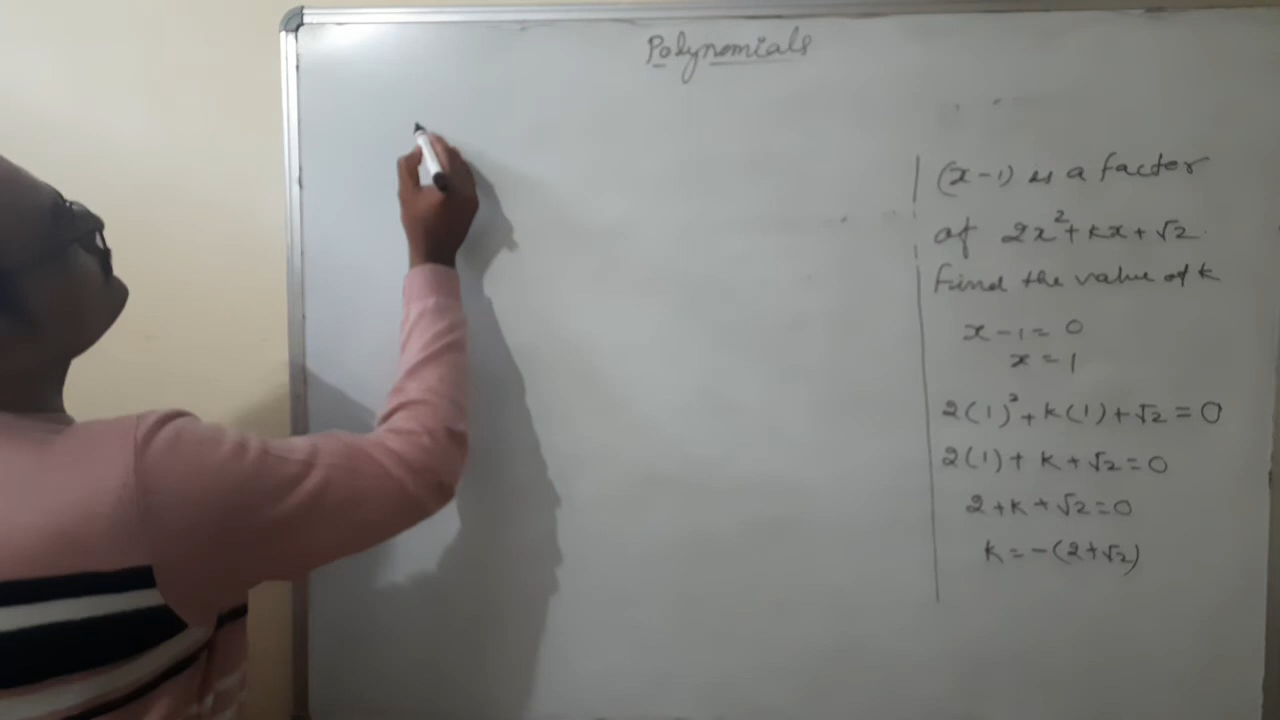 Polynomials
(x-1) is a factor
of 2x²+kx+√2.
find the value of k
x-1=0
x=1
2(1)²+k(1)+√2=0
2(1)+k+√2=0
2+k+√2=0
k=-(2+√2)